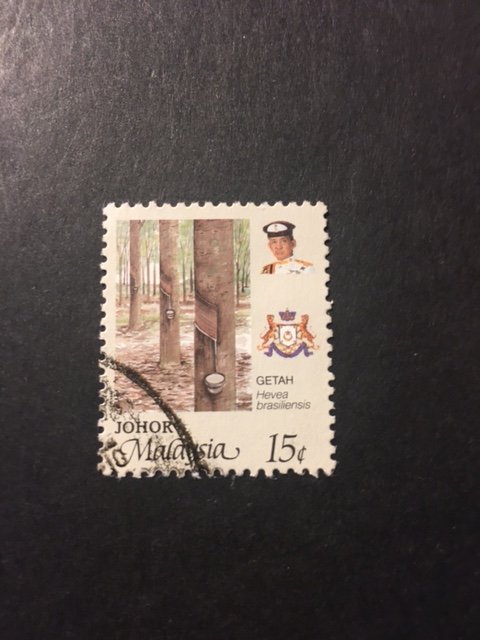 GETAH
Hevea
brasiliensis
JOHOR
Malaysia 15¢